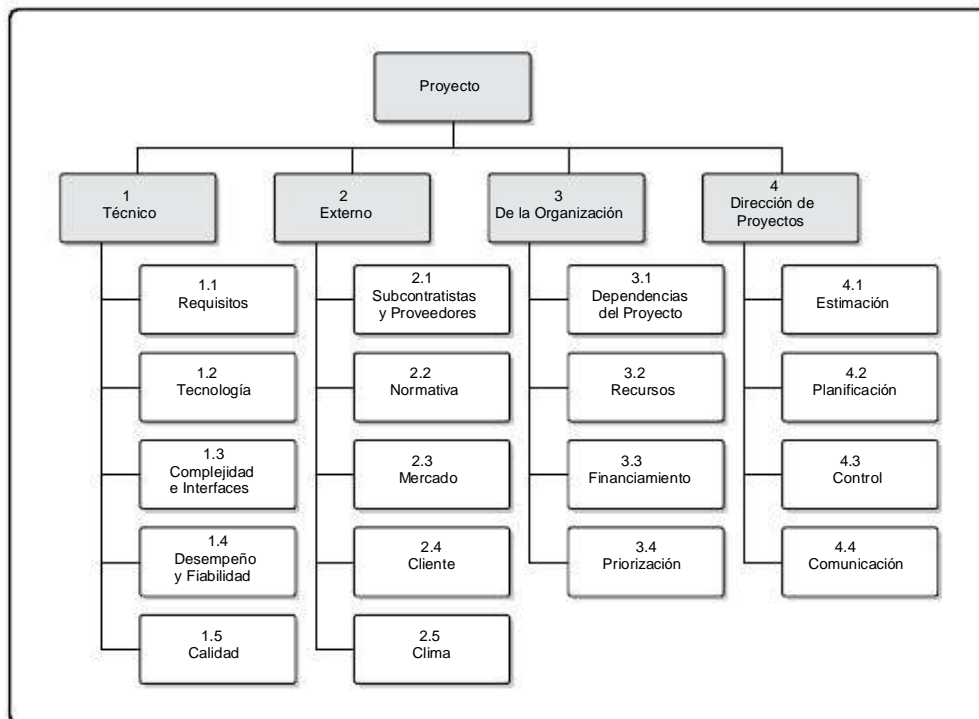 Proyecto
1
Técnico
2
Externo
3
De la Organización
4
Dirección de
Proyectos
1.1
Requisitos
2.1
Subcontratistas
y Proveedores
3.1
Dependencias
del Proyecto
4.1
Estimación
1.2
Tecnología
2.2
Normativa
3.2
Recursos
4.2
Planificación
1.3
Complejidad
e Interfaces
2.3
Mercado
3.3
Financiamiento
4.3
Control
1.4
Desempeño
y Fiabilidad
2.4
Cliente
3.4
Priorización
4.4
Comunicación
1.5
Calidad
2.5
Clima